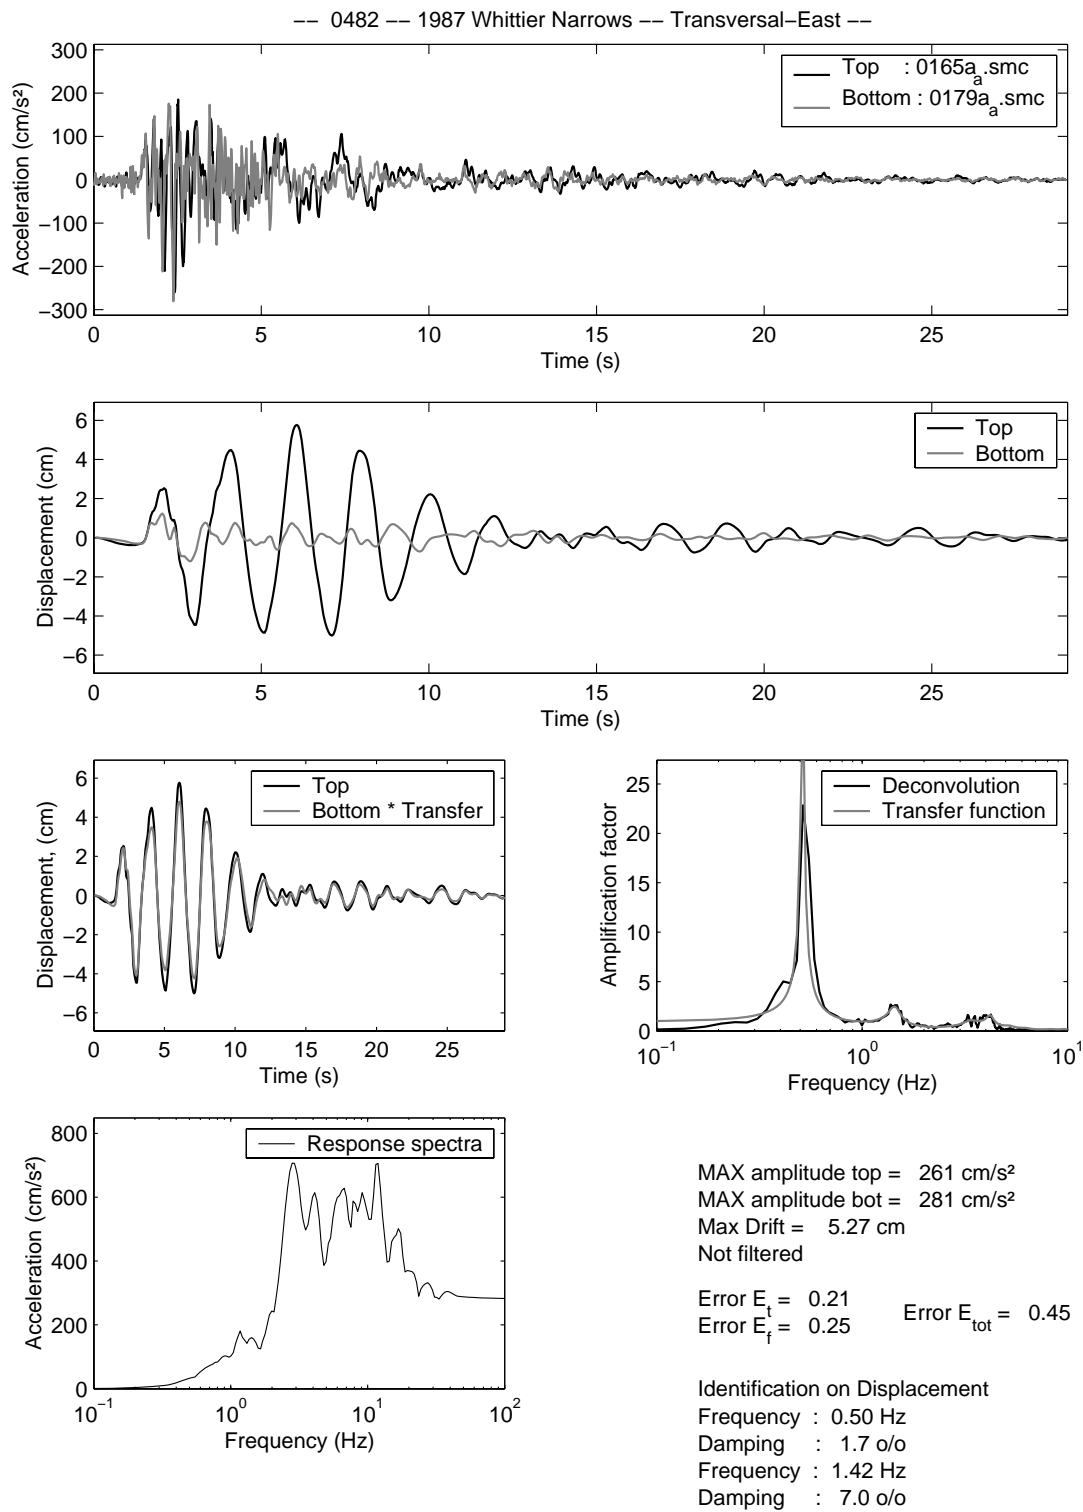 -- 0482 -- 1987 Whittier Narrows -- Transversal-East --
300
200
100
0
-100
-200
-300
Acceleration (cm/s²)
Top : 0165a_a.smc
Bottom : 0179a_a.smc
0 5 10 15 20 25
Time (s)
6
4
2
0
-2
-4
-6
Displacement (cm)
Top
Bottom
0 5 10 15 20 25
Time (s)
6
4
2
0
-2
-4
-6
Displacement, (cm)
Top
Bottom * Transfer
0 5 10 15 20 25
Time (s)
25
20
15
10
5
0
Amplification factor
Deconvolution
Transfer function
10^-1 10^0 10^1
Frequency (Hz)
800
600
400
200
0
Acceleration (cm/s²)
Response spectra
10^-1 10^0 10^1 10^2
Frequency (Hz)
MAX amplitude top = 261 cm/s²
MAX amplitude bot = 281 cm/s²
Max Drift = 5.27 cm
Not filtered
Error E_t = 0.21
Error E_f = 0.25
Error E_tot = 0.45
Identification on Displacement
Frequency : 0.50 Hz
Damping : 1.7 o/o
Frequency : 1.42 Hz
Damping : 7.0 o/o